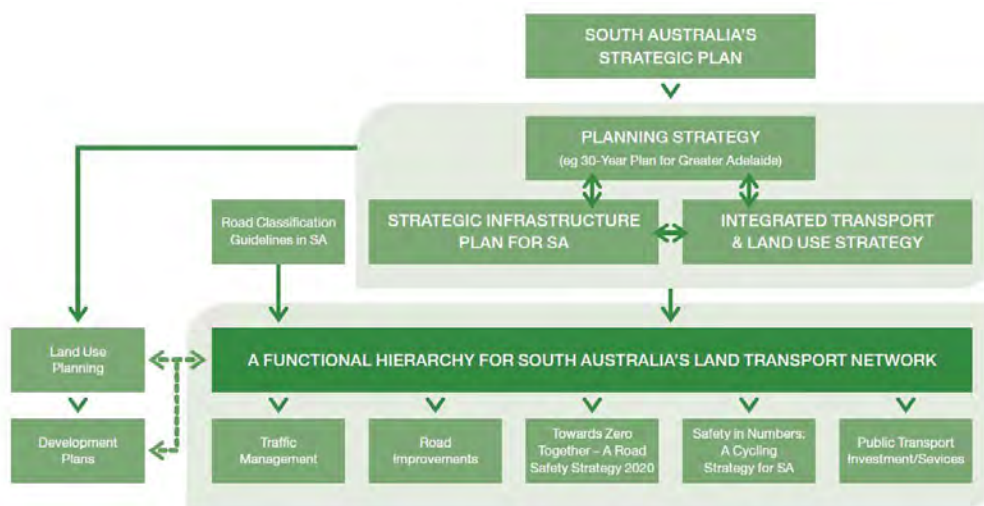 SOUTH AUSTRALIA'S
STRATEGIC PLAN
PLANNING STRATEGY
(eg 30-Year Plan for Greater Adelaide)
Road Classification
Guidelines in SA
STRATEGIC INFRASTRUCTURE
PLAN FOR SA
INTEGRATED TRANSPORT
& LAND USE STRATEGY
Land Use
Planning
A FUNCTIONAL HIERARCHY FOR SOUTH AUSTRALIA'S LAND TRANSPORT NETWORK
Development
Plans
Traffic
Management
Road
Improvements
Towards Zero
Together – A Road
Safety Strategy 2020
Safety in Numbers:
A Cycling
Strategy for SA
Public Transport
Investment/Sevices